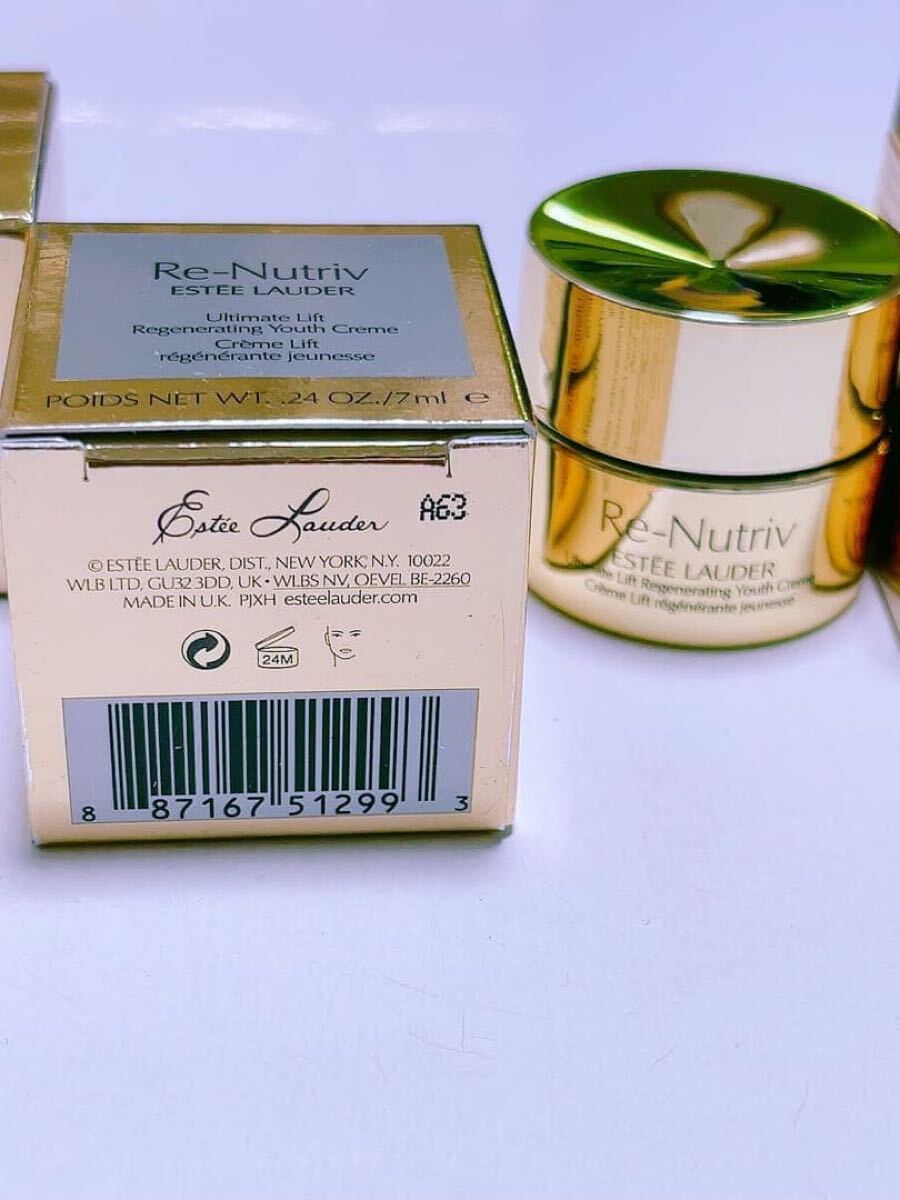 Re-Nutriv
ESTĒE LAUDER
Ultimate Lift
Regenerating Youth Creme
Crème Lift
régénérante jeunesse
POIDS NET WT. .24 OZ./7ml e
Estēe Lauder
A63
© ESTĒE LAUDER, DIST., NEW YORK, N.Y. 10022
WLB LTD, GU32 3DD, UK • WLBS NV, OEVEL BE-2260
MADE IN U.K. PJXH esteelauder.com
24M
8 87167 51299 3
Re-Nutriv
ESTĒE LAUDER
Ultimate Lift Regenerating Youth Creme
Crème Lift régénérante jeunesse